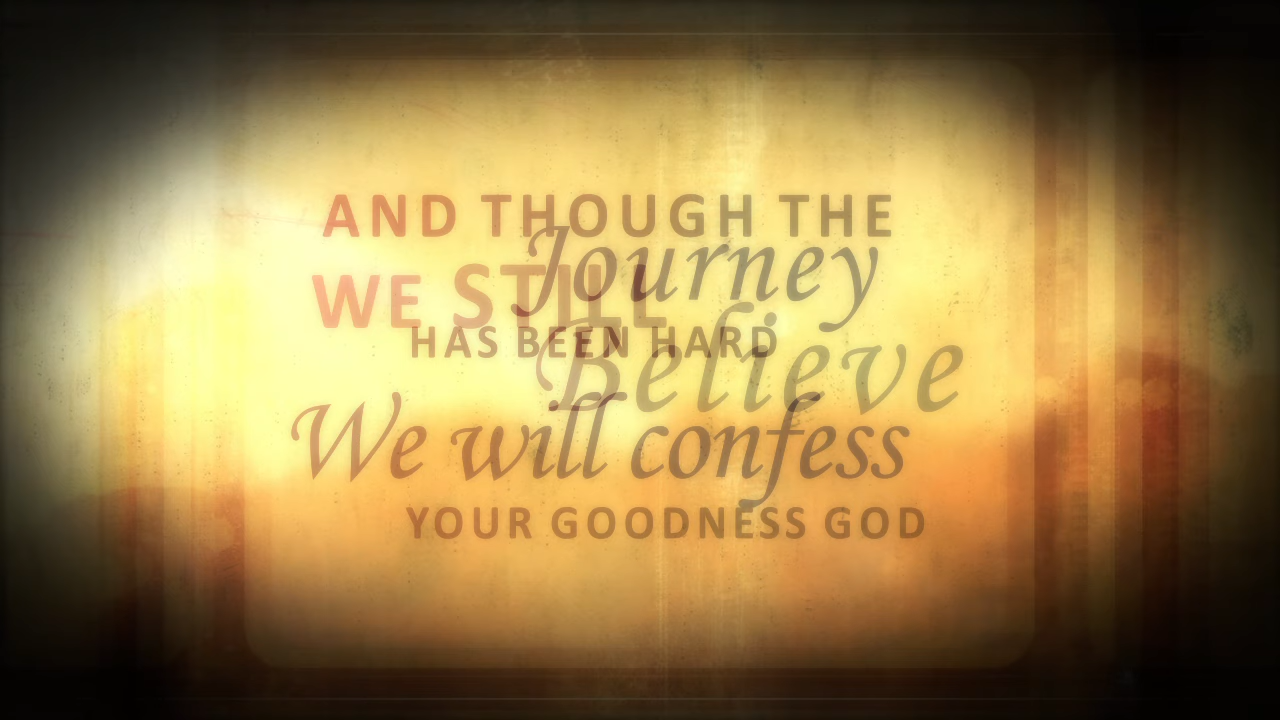 AND THOUGH THE
Journey
WE STILL
HAS BEEN HARD
Believe
We will confess
YOUR GOODNESS GOD